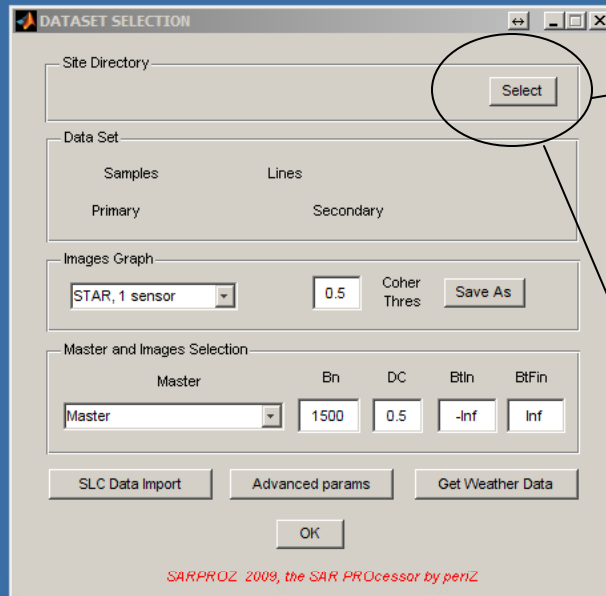 DATASET SELECTION
Site Directory
Select
Data Set
Samples Lines
Primary Secondary
Images Graph
STAR, 1 sensor 0.5 Coher Thres Save As
Master and Images Selection
Master Bn DC BtIn BtFin
Master 1500 0.5 -Inf Inf
SLC Data Import Advanced params Get Weather Data
OK
SARPROZ 2009, the SAR PROcessor by periZ